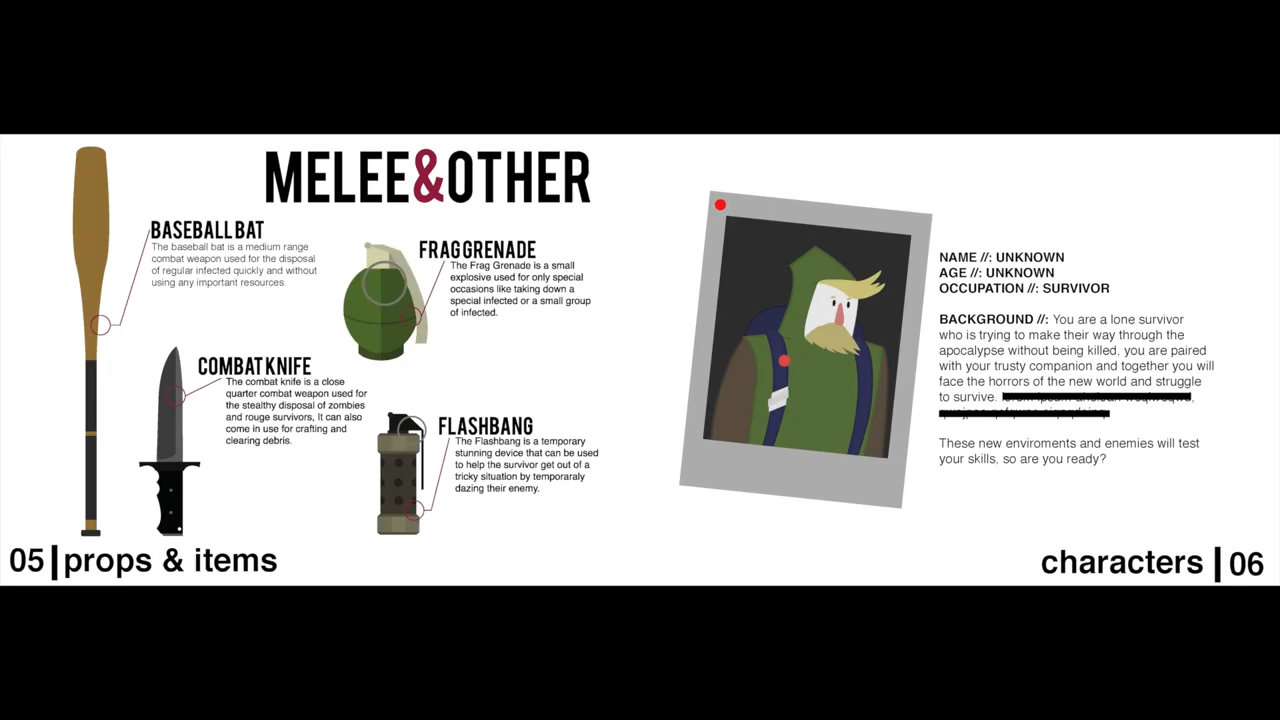 MELEE&OTHER
BASEBALL BAT
The baseball bat is a medium range
combat weapon used for the disposal
of regular infected quickly and without
using any important resources.
FRAG GRENADE
The Frag Grenade is a small
explosive used for only special
occasions like taking down a
special infected or a small group
of infected.
COMBAT KNIFE
The combat knife is a close
quarter combat weapon used for
the stealthy disposal of zombies
and rouge survivors, It can also
come in use for crafting and
clearing debris.
FLASHBANG
The Flashbang is a temporary
stunning device that can be used
to help the survivor get out of a
tricky situation by temporaraly
dazing their enemy.
05|props & items
NAME //: UNKNOWN
AGE //: UNKNOWN
OCCUPATION //: SURVIVOR
BACKGROUND //: You are a lone survivor
who is trying to make their way through the
apocalypse without being killed, you are paired
with your trusty companion and together you will
face the horrors of the new world and struggle
to survive.
These new enviroments and enemies will test
your skills, so are you ready?
characters |06